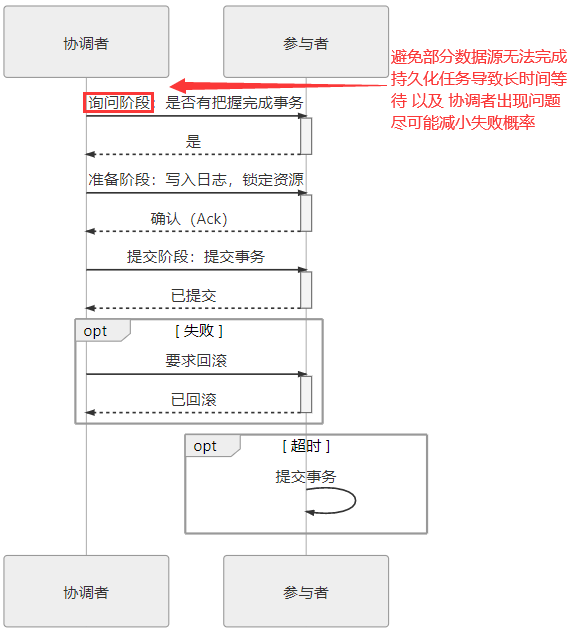 协调者
参与者
避免部分数据源无法完成
持久化任务导致长时间等
待 以及 协调者出现问题
尽可能减小失败概率
询问阶段：是否有把握完成事务
是
准备阶段：写入日志，锁定资源
确认（Ack）
提交阶段：提交事务
已提交
opt
[ 失败 ]
要求回滚
已回滚
opt
[ 超时 ]
提交事务
协调者
参与者